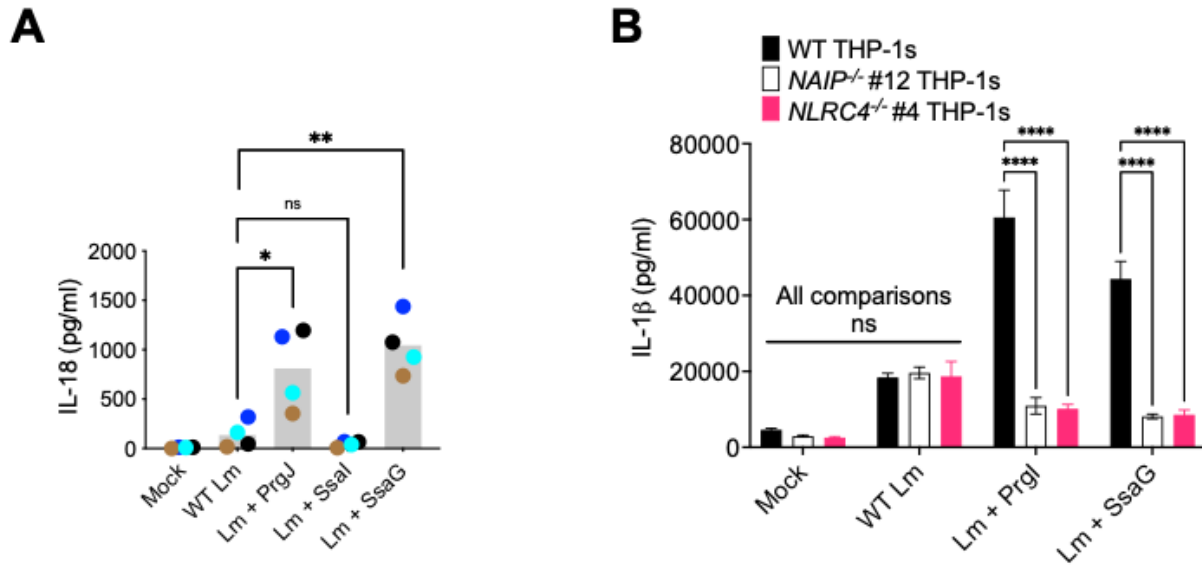 A
**
ns
*
2000
1500
1000
500
0
IL-18 (pg/ml)
Mock
WT Lm
Lm + PrgJ
Lm + SsaI
Lm + SsaG
B
WT THP-1s
NAIP-/- #12 THP-1s
NLRC4-/- #4 THP-1s
80000
60000
40000
20000
0
IL-1β (pg/ml)
All comparisons
ns
****
****
****
****
Mock
WT Lm
Lm + PrgI
Lm + SsaG